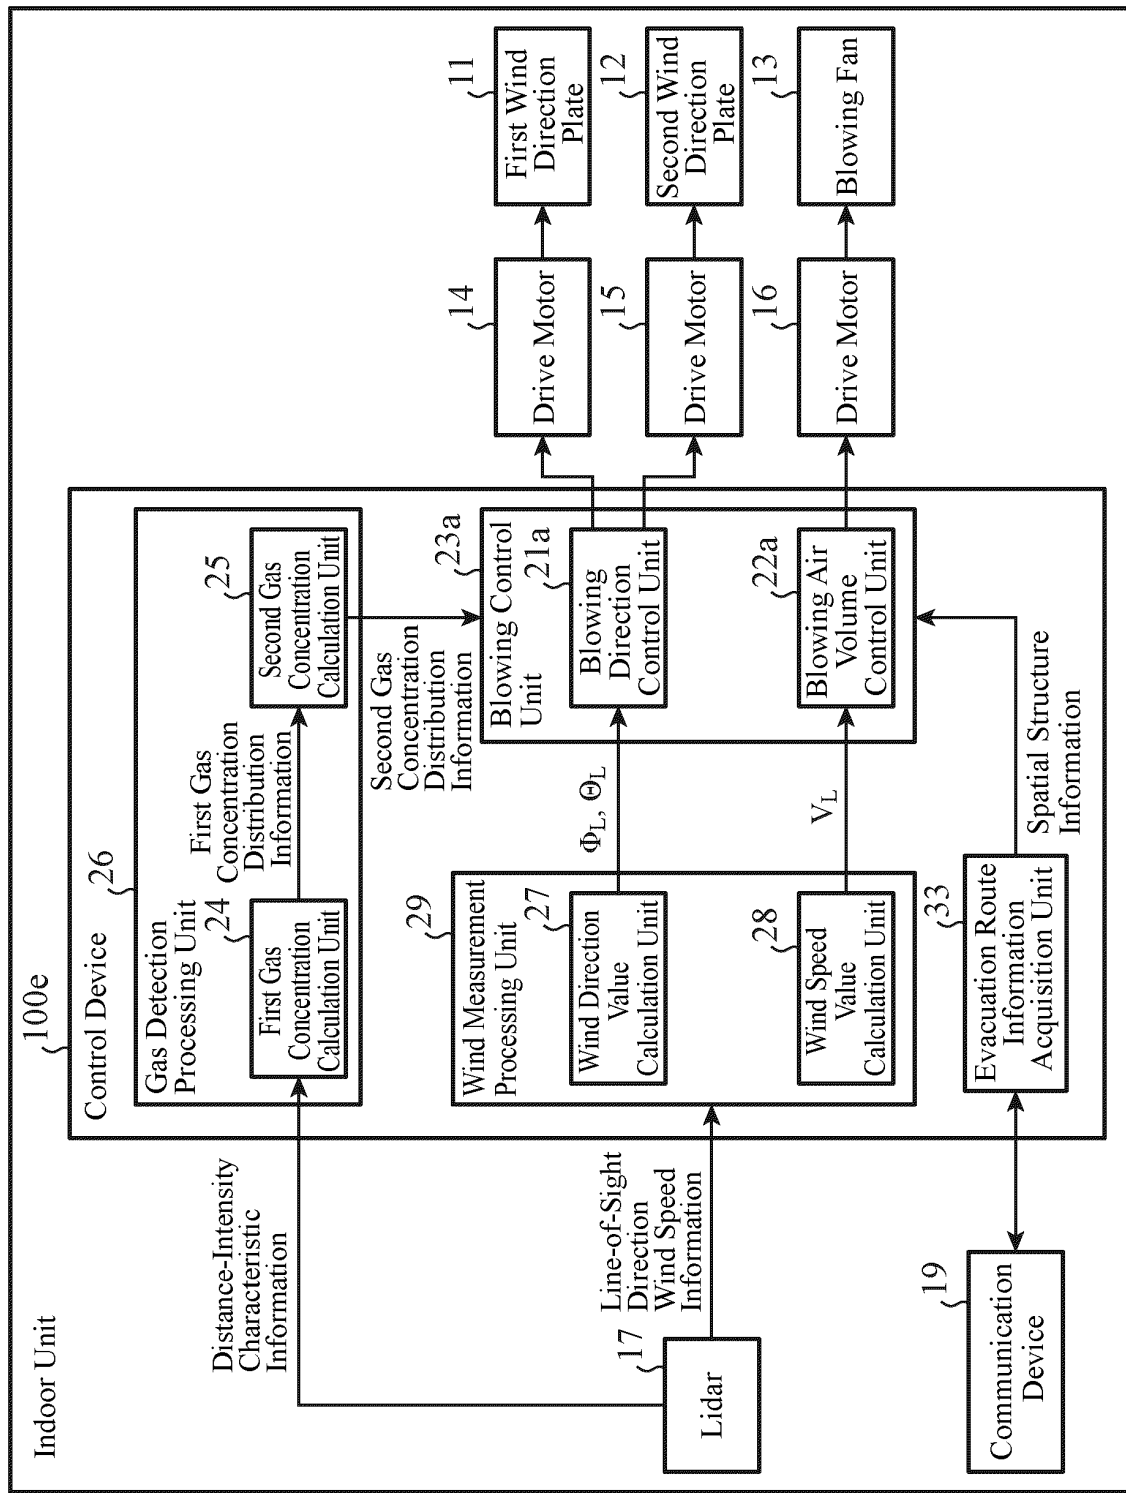 Indoor Unit
100e
Control Device
26
Gas Detection
Processing Unit
24
First Gas
Concentration
Calculation Unit
First Gas
Concentration
Distribution
Information
25
Second Gas
Concentration
Calculation Unit
Distance-Intensity
Characteristic
Information
Second Gas
Concentration
Distribution
Information
17
Lidar
Line-of-Sight
Direction
Wind Speed
Information
29
Wind Measurement
Processing Unit
27
Wind Direction
Value
Calculation Unit
28
Wind Speed
Value
Calculation Unit
Φ_L, Θ_L
V_L
23a
Blowing Control
Unit
21a
Blowing
Direction
Control Unit
22a
Blowing Air
Volume
Control Unit
19
Communication
Device
33
Evacuation Route
Information
Acquisition Unit
Spatial Structure
Information
14
Drive Motor
11
First Wind
Direction
Plate
15
Drive Motor
12
Second Wind
Direction
Plate
16
Drive Motor
13
Blowing Fan